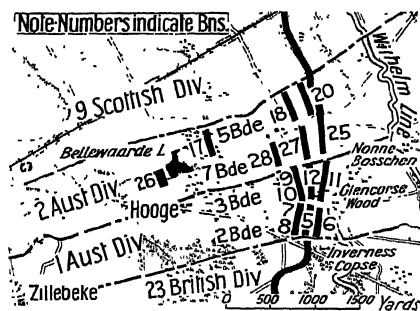 Note-Numbers indicate Bns.
9 Scottish Div.
Wilhelm Line
20
18
5 Bde
17
Bellewaarde L.
27
25
Nonne Bosschen
7 Bde
28
26
2 Aust Div.
9
12
11
3 Bde
10
Glencorse
Wood
Hooge
7
5
6
2 Bde
8
1 Aust Div.
Inverness
Copse
Zillebeke
23 British Div
0 500 1000 1500
Yards